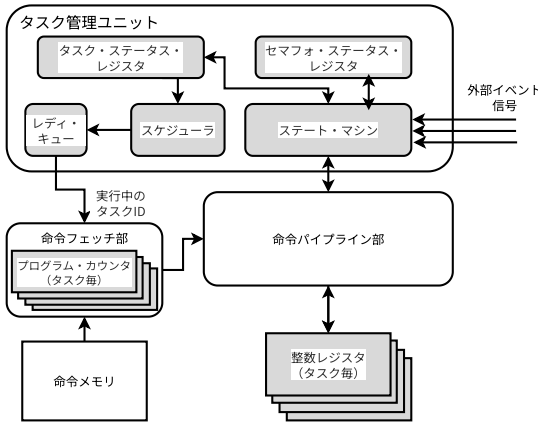 タスク管理ユニット
タスク・ステータス・
レジスタ
セマフォ・ステータス・
レジスタ
外部イベント
信号
レディ・
キュー
スケジューラ
ステート・マシン
実行中の
タスクID
命令フェッチ部
命令パイプライン部
プログラム・カウンタ
（タスク毎）
整数レジスタ
（タスク毎）
命令メモリ